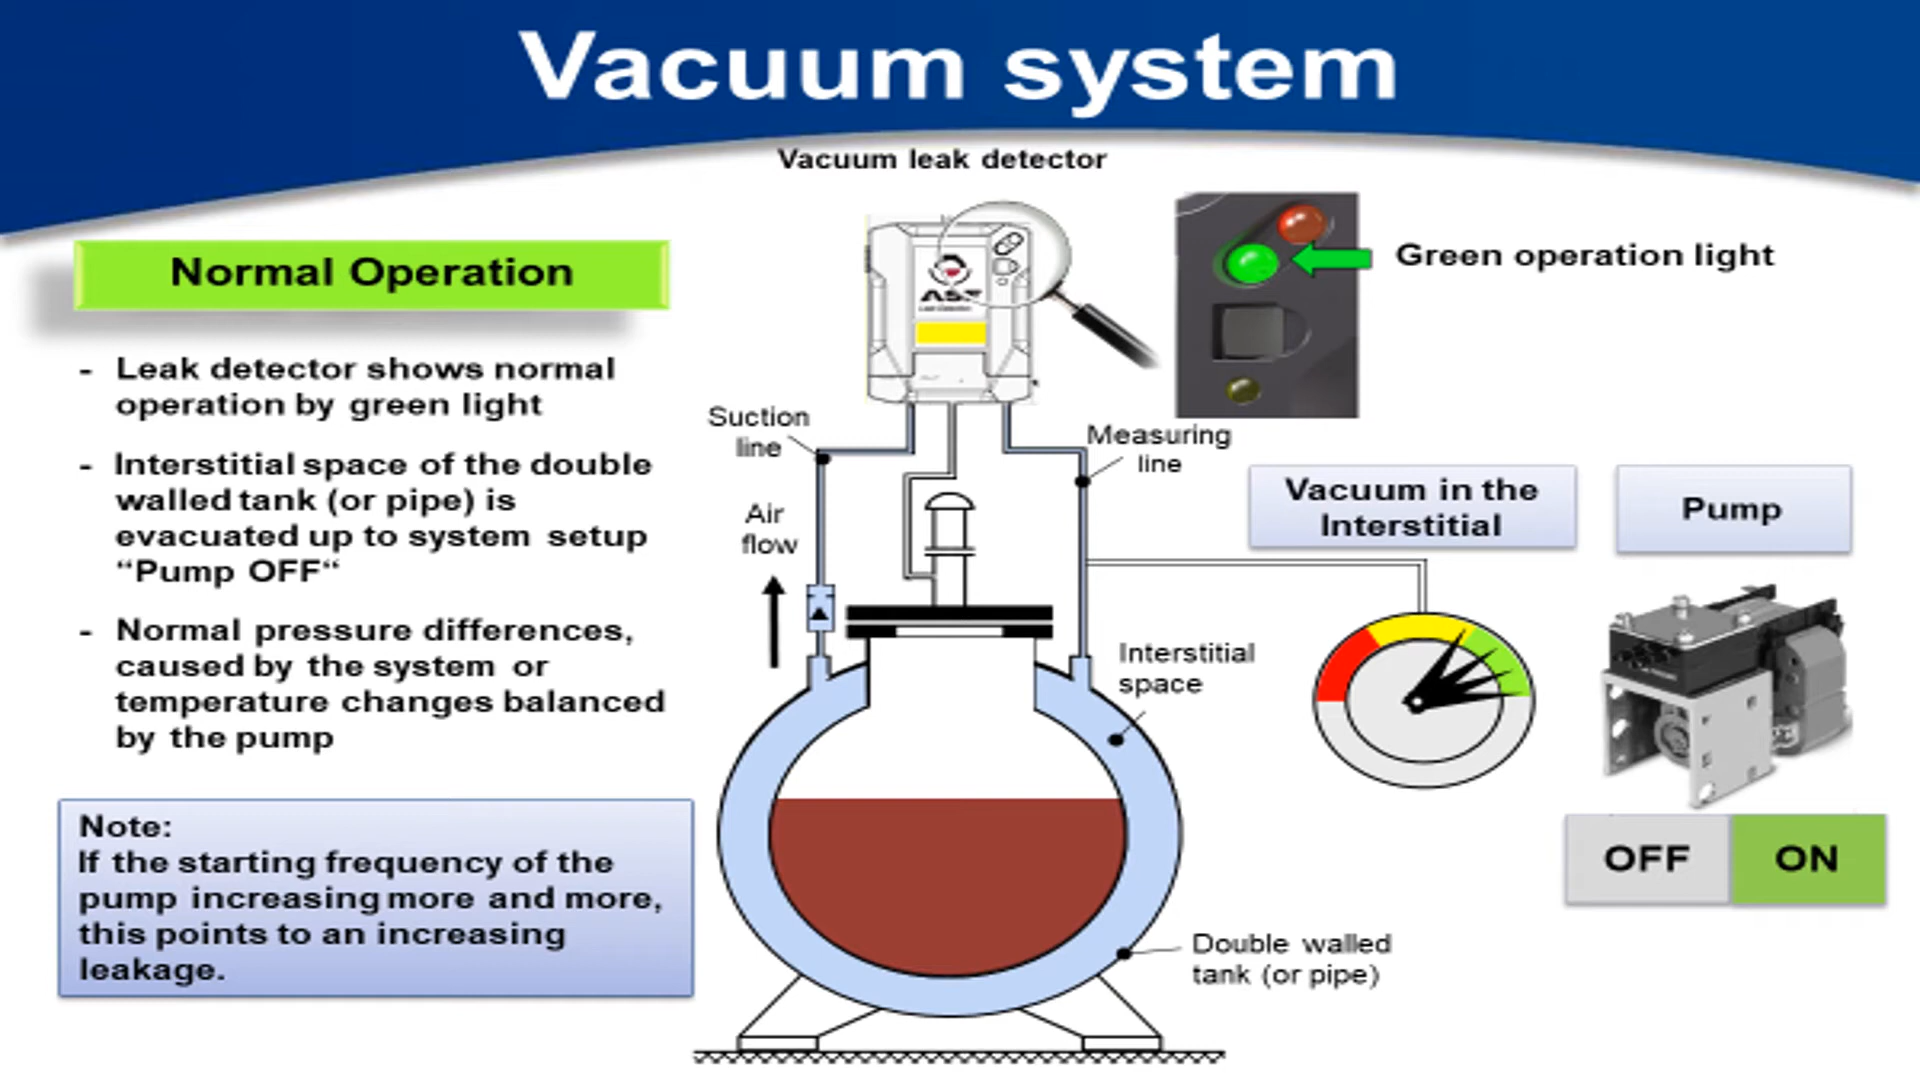 Vacuum system
Vacuum leak detector
Normal Operation
Green operation light
- Leak detector shows normal
operation by green light
- Interstitial space of the double
walled tank (or pipe) is
evacuated up to system setup
“Pump OFF“
- Normal pressure differences,
caused by the system or
temperature changes balanced
by the pump
Note:
If the starting frequency of the
pump increasing more and more,
this points to an increasing
leakage.
Suction
line
Measuring
line
Air
flow
Interstitial
space
Double walled
tank (or pipe)
Vacuum in the
Interstitial
Pump
OFF
ON